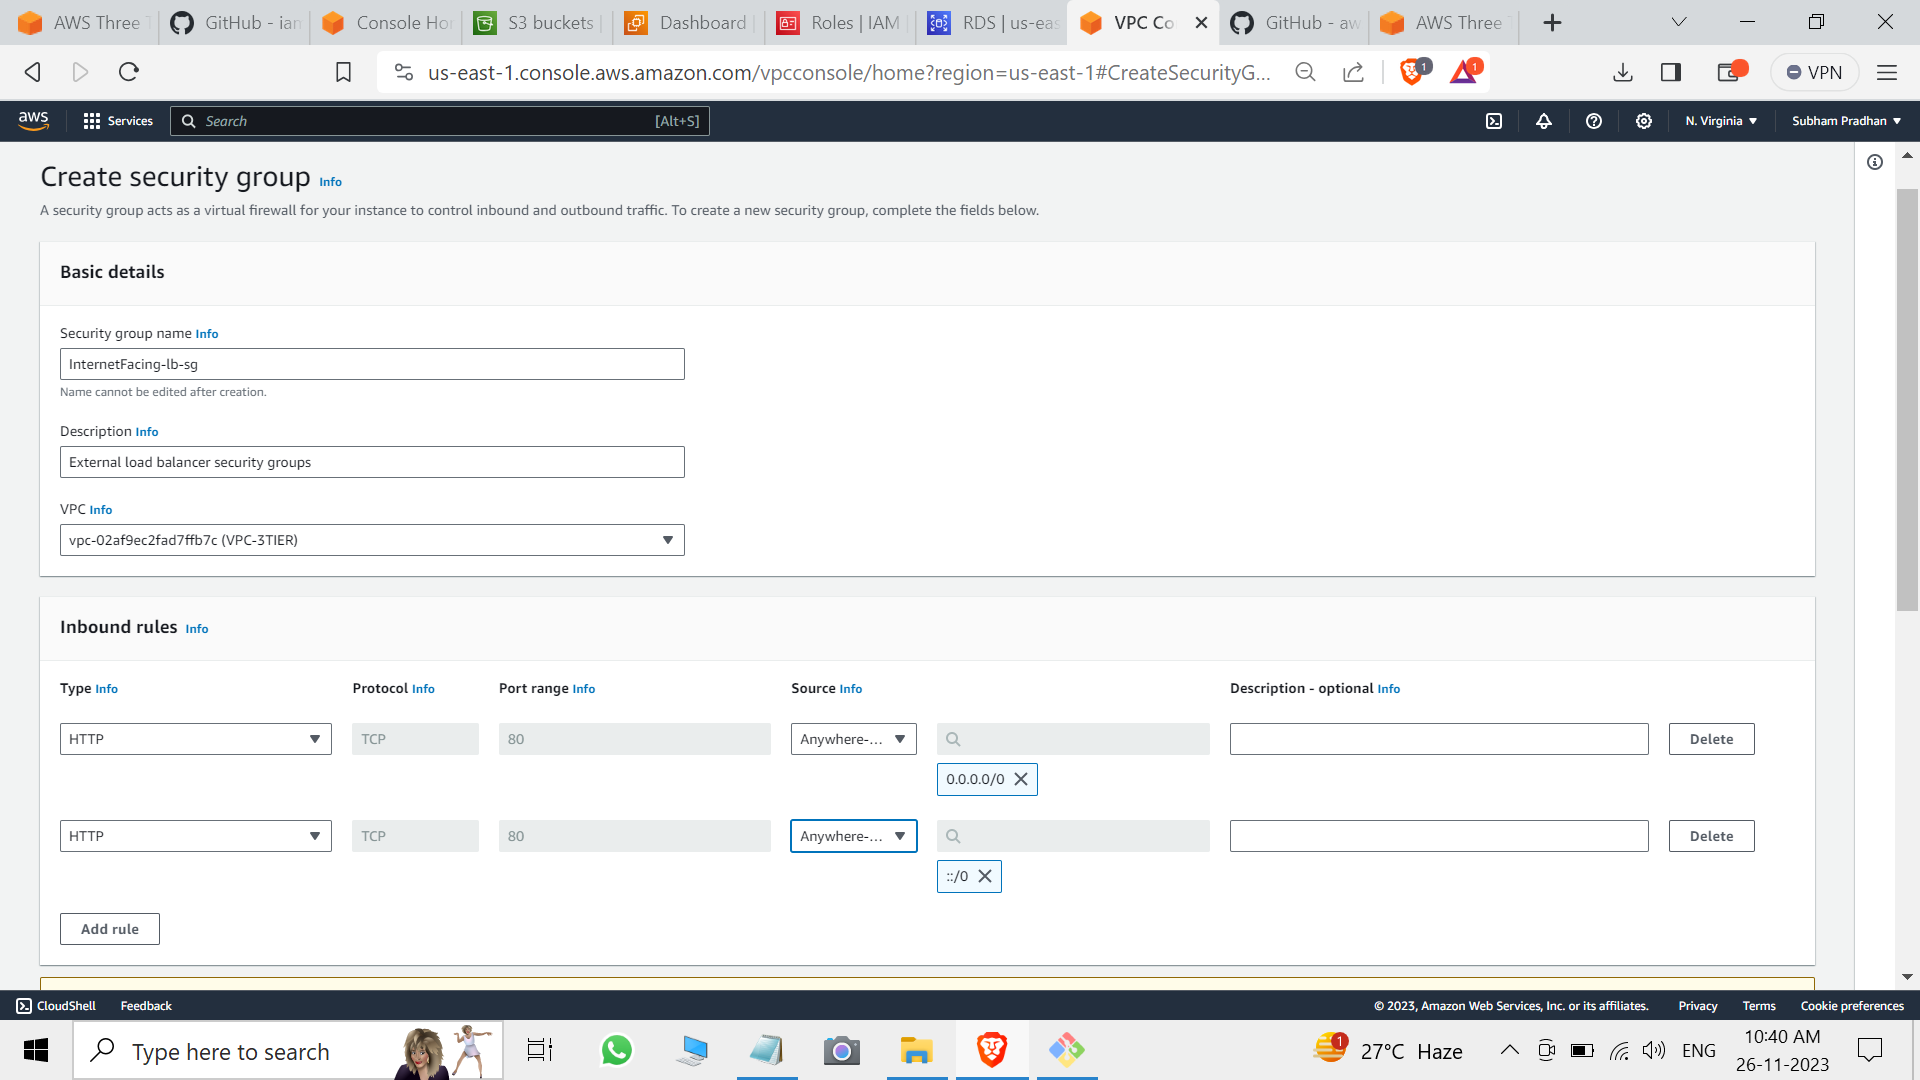 AWS Three
GitHub - ian
Console Hor
S3 buckets
Dashboard
Roles | IAM
RDS | us-eas
VPC Co
GitHub - aw
AWS Three
us-east-1.console.aws.amazon.com/vpcconsole/home?region=us-east-1#CreateSecurityG...
1
1
VPN
aws
Services
Search
[Alt+S]
N. Virginia
Subham Pradhan
Create security group Info
A security group acts as a virtual firewall for your instance to control inbound and outbound traffic. To create a new security group, complete the fields below.
Basic details
Security group name Info
InternetFacing-lb-sg
Name cannot be edited after creation.
Description Info
External load balancer security groups
VPC Info
vpc-02af9ec2fad7ffb7c (VPC-3TIER)
Inbound rules Info
Type Info Protocol Info Port range Info Source Info Description - optional Info
HTTP TCP 80 Anywhere-... Delete
0.0.0.0/0
HTTP TCP 80 Anywhere-... Delete
::/0
Add rule
CloudShell Feedback © 2023, Amazon Web Services, Inc. or its affiliates. Privacy Terms Cookie preferences
Type here to search
1
27°C Haze
ENG
10:40 AM
26-11-2023